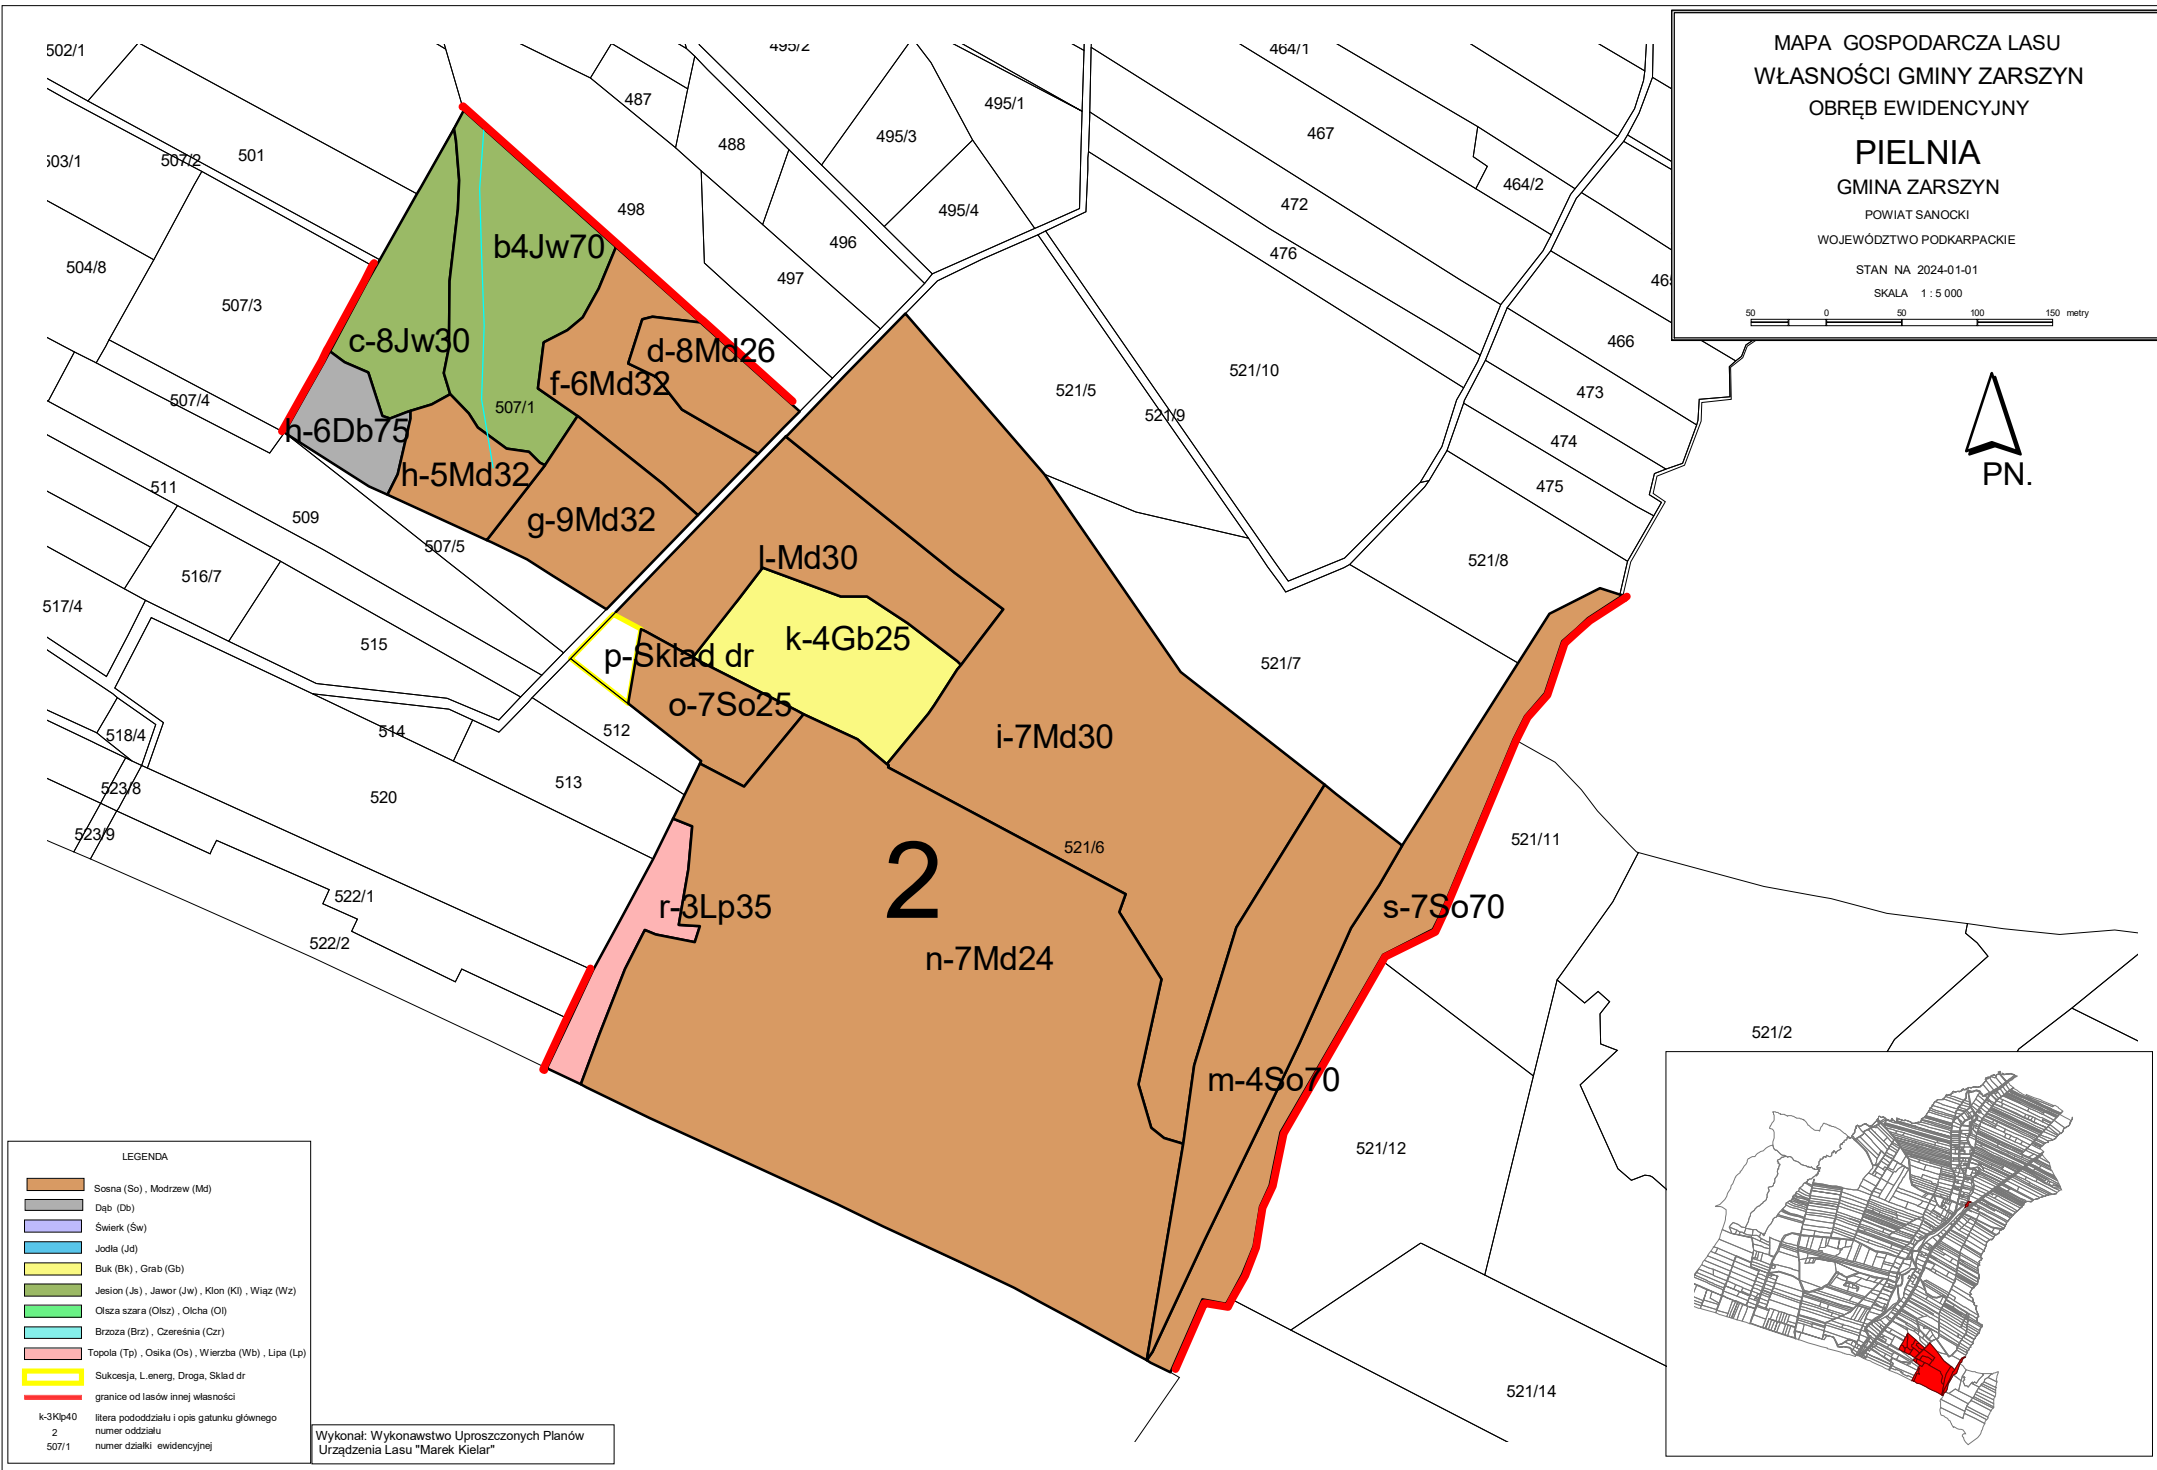 MAPA GOSPODARCZA LASU
WŁASNOŚCI GMINY ZARSZYN
OBRĘB EWIDENCYJNY
PIELNIA
GMINA ZARSZYN
POWIAT SANOCKI
WOJEWÓDZTWO PODKARPACKIE
STAN NA 2024-01-01
SKALA 1 : 5 000
50 0 50 100 150 metry
PN.
502/1
495/2
464/1
487
495/1
467
488
495/3
503/1
507/2
501
464/2
498
495/4
472
496
476
504/8
497
507/3
b4Jw70
c-8Jw30
d-8Md26
f-6Md32
466
521/10
521/5
473
507/4
507/1
521/9
h-6Db75
474
h-5Md32
475
511
509
g-9Md32
507/5
l-Md30
521/8
516/7
517/4
515
k-4Gb25
p-Skład dr
521/7
o-7So25
518/4
514
512
i-7Md30
523/8
520
513
523/9
2
521/6
521/11
522/1
r-3Lp35
s-7So70
522/2
n-7Md24
521/2
m-4So70
521/12
521/14
LEGENDA
Sosna (So) , Modrzew (Md)
Dąb (Db)
Świerk (Św)
Jodła (Jd)
Buk (Bk) , Grab (Gb)
Jesion (Js) , Jawor (Jw) , Klon (Kl) , Wiąz (Wz)
Olsza szara (Olsz) , Olcha (Ol)
Brzoza (Brz) , Czereśnia (Czr)
Topola (Tp) , Osika (Os) , Wierzba (Wb) , Lipa (Lp)
Sukcesja, L.energ, Droga, Skład dr
granice od lasów innej własności
k-3Klp40 litera pododdziału i opis gatunku głównego
2 numer oddziału
507/1 numer działki ewidencyjnej
Wykonał: Wykonawstwo Uproszczonych Planów
Urządzenia Lasu "Marek Kielar"